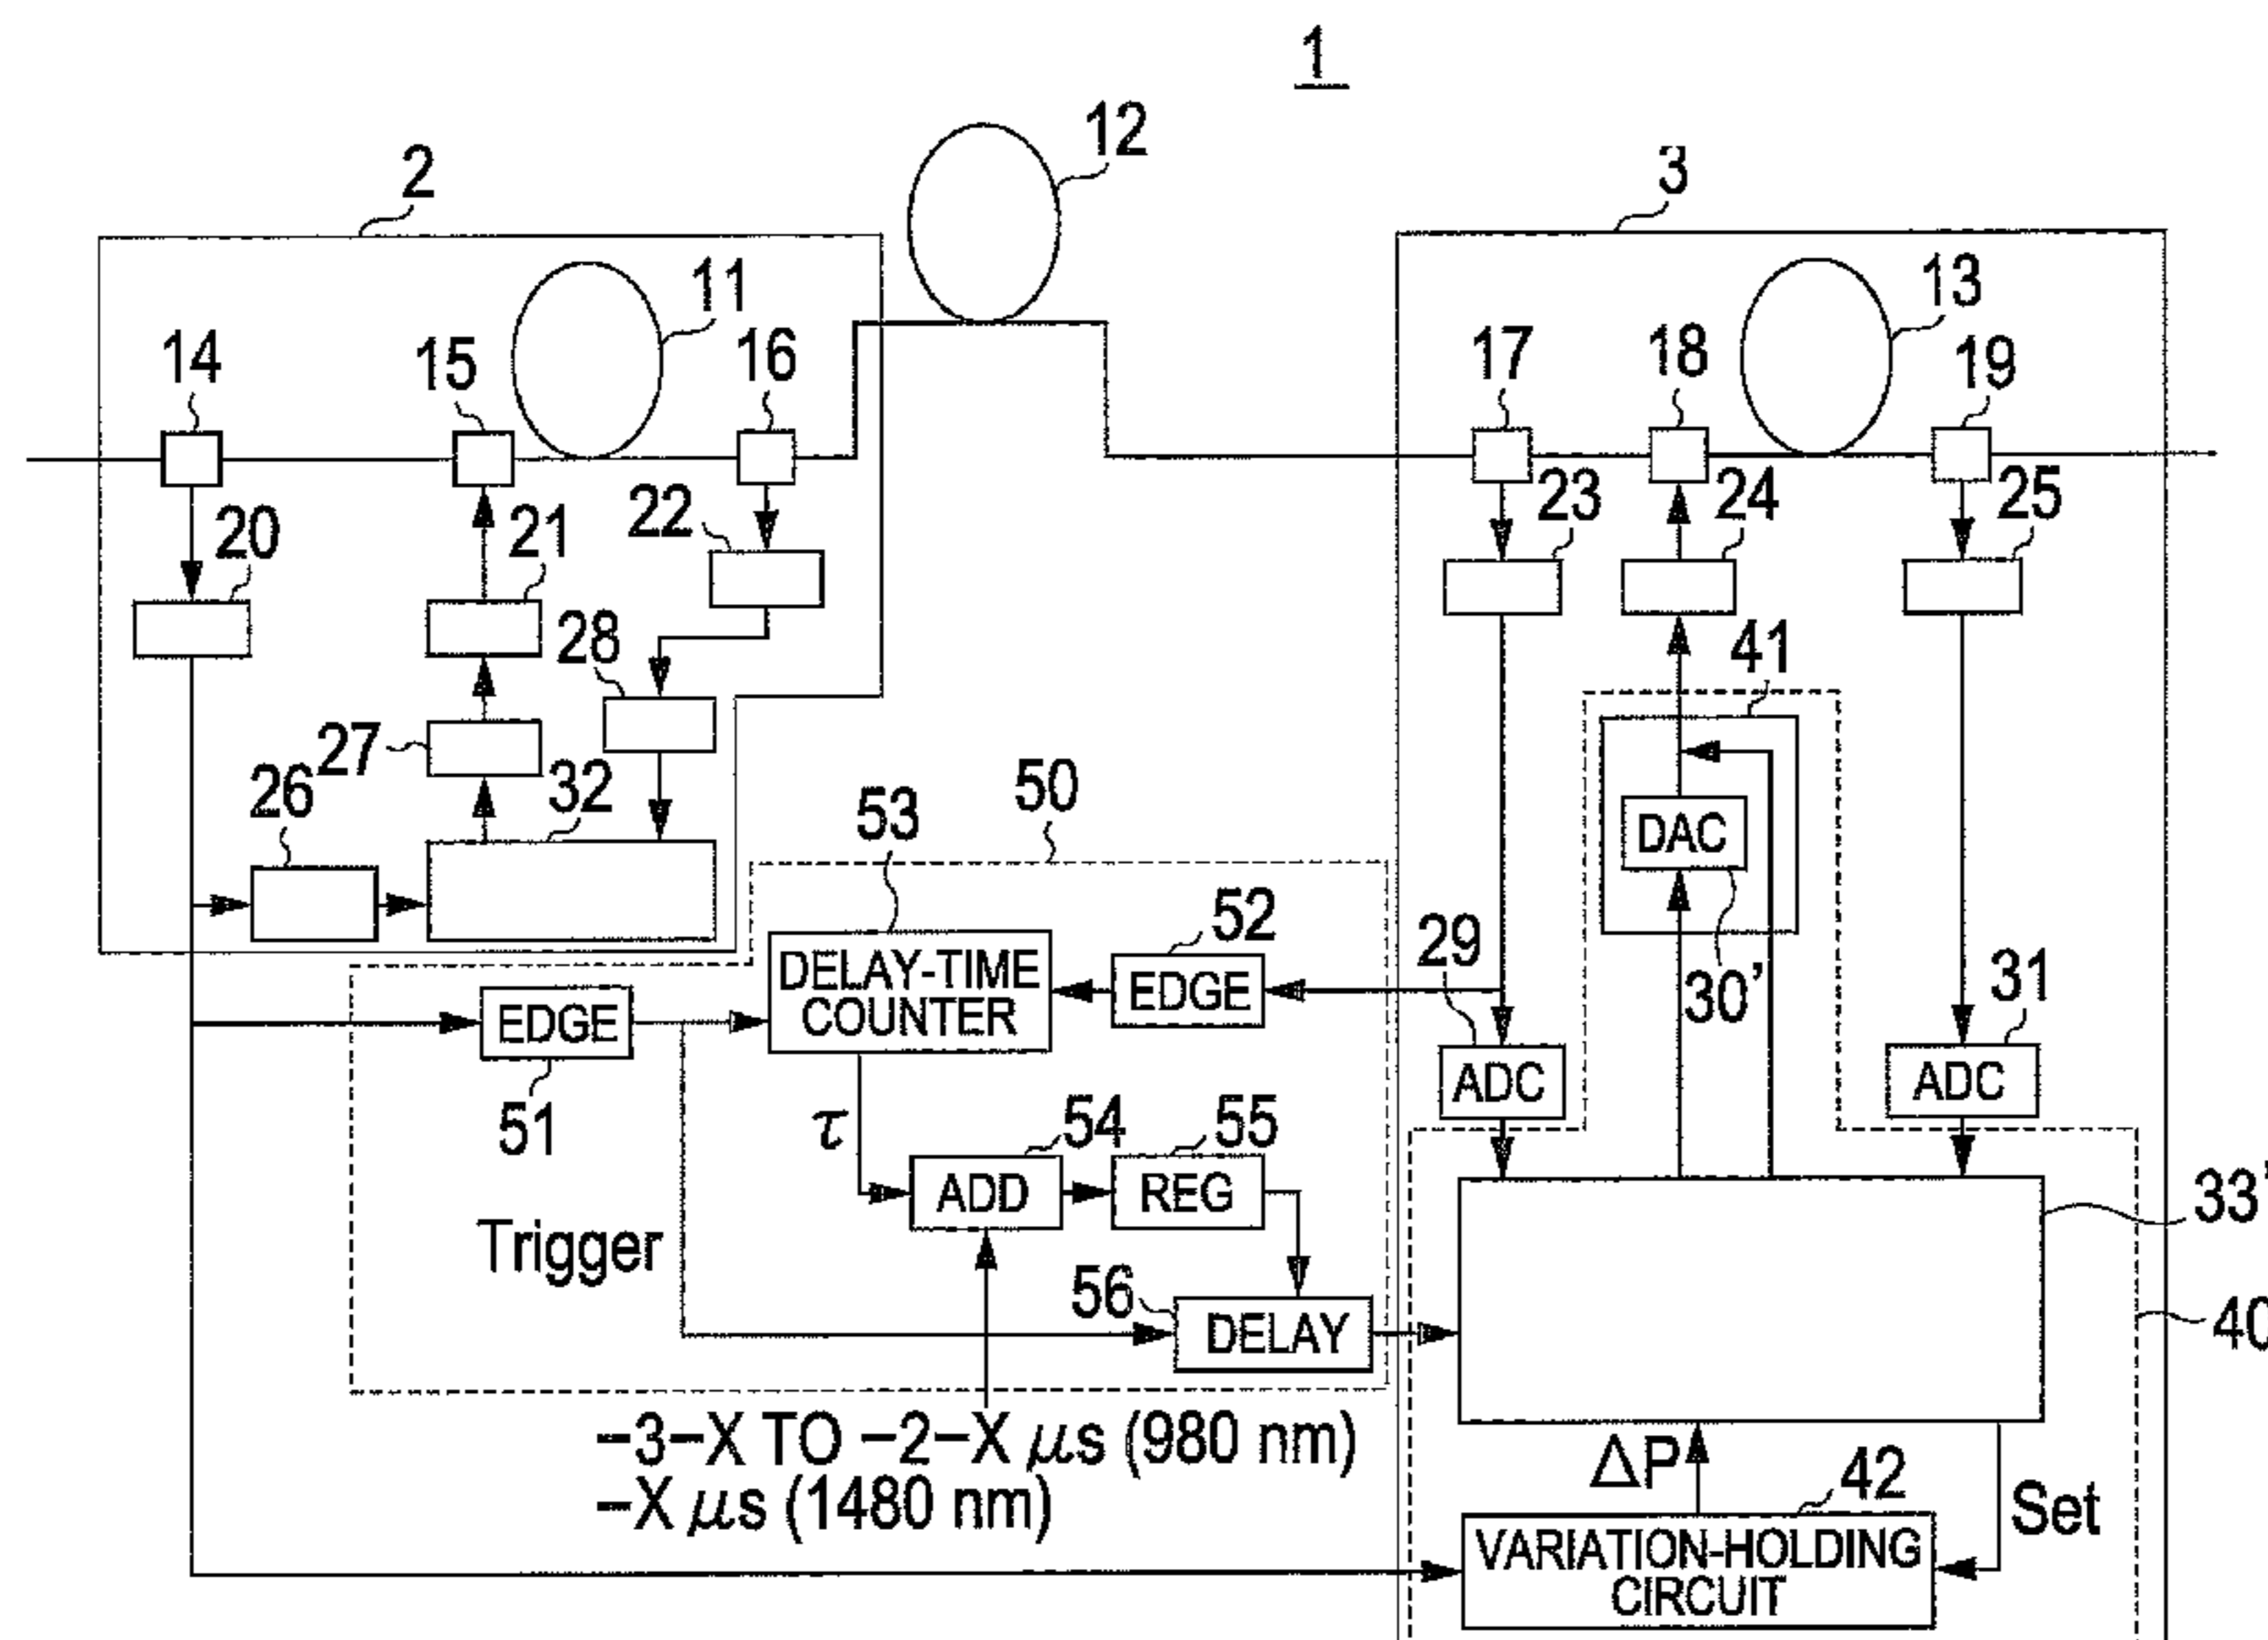 1
12
2
3
11
13
14
15
16
17
18
19
20
21
22
23
24
25
28
41
27
26
32
50
53
DAC
52
29
DELAY-TIME
COUNTER
EDGE
30'
31
EDGE
ADC
ADC
51
τ
54
55
ADD
REG
33'
Trigger
56
DELAY
40
-3-X TO -2-X μs (980 nm)
-X μs (1480 nm)
ΔP
42
Set
VARIATION-HOLDING
CIRCUIT